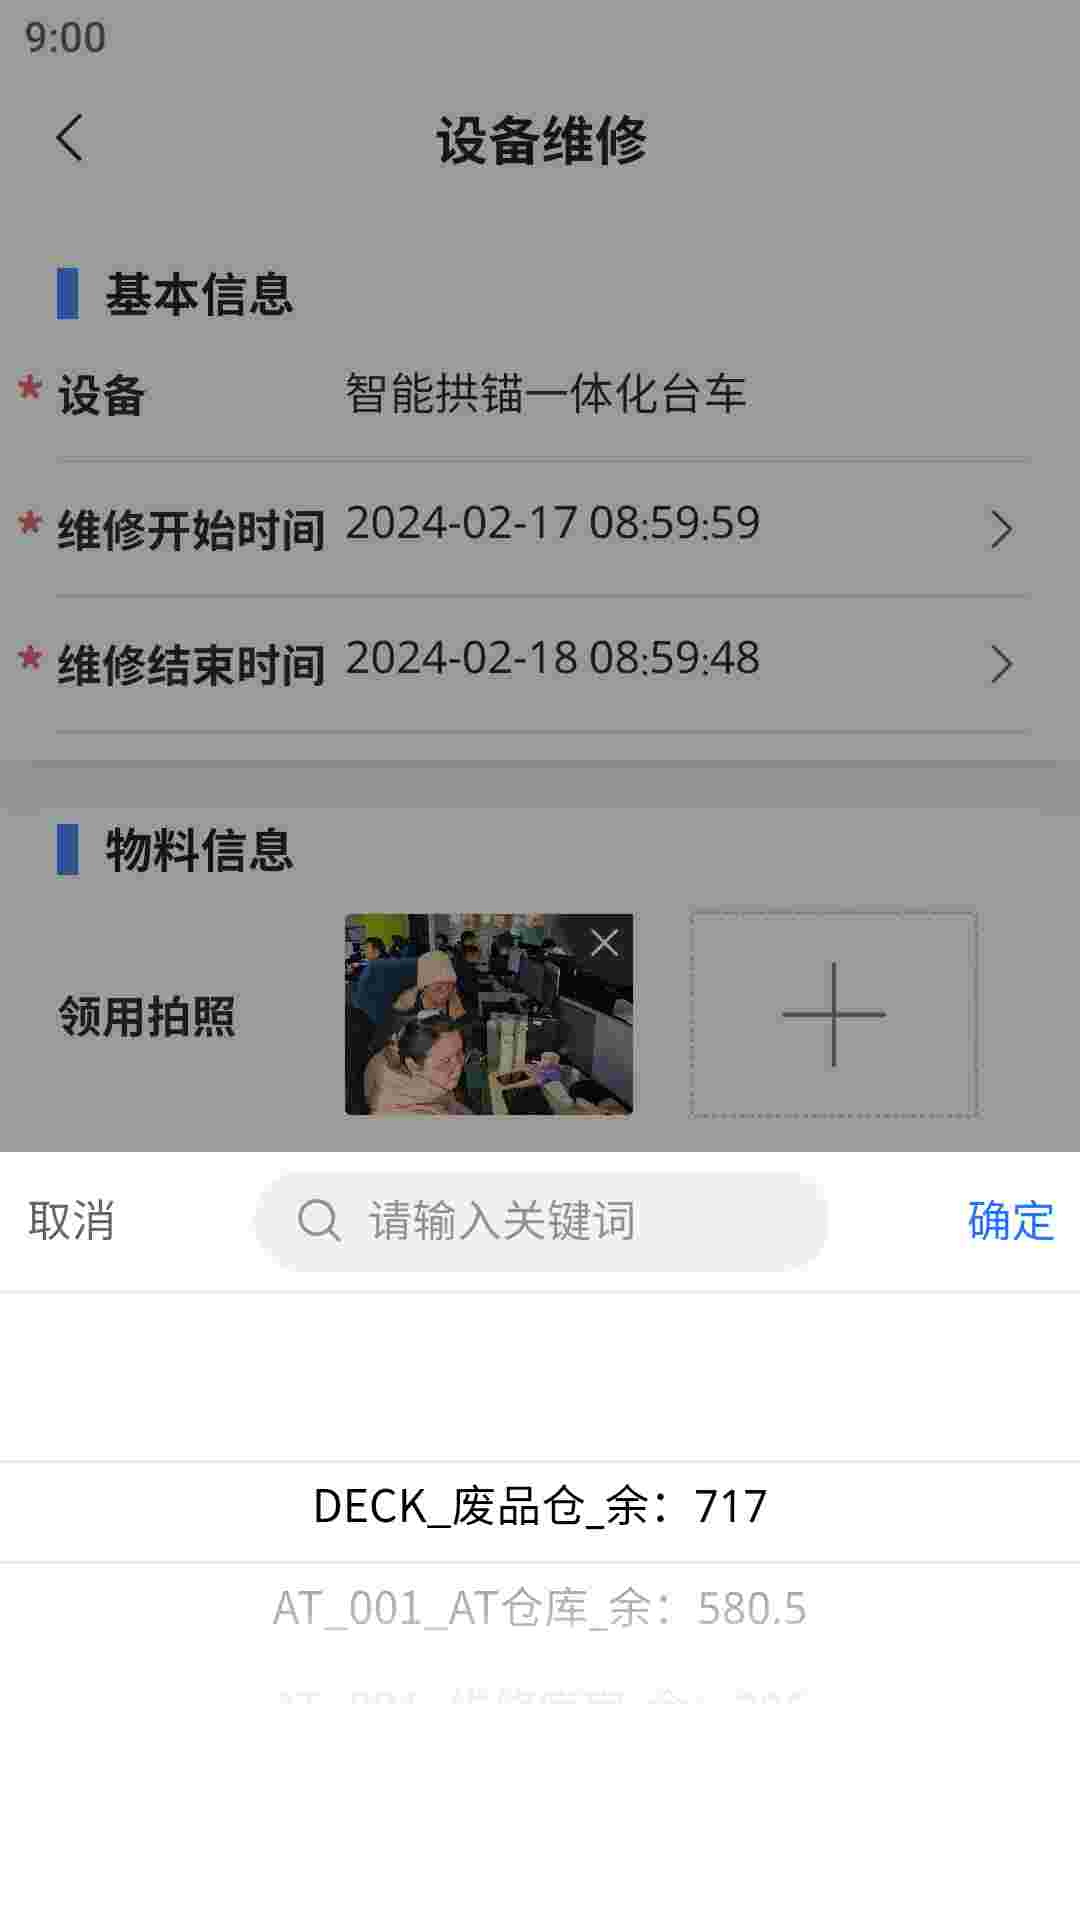 9:00
设备维修
基本信息
* 设备 智能拱锚一体化台车
* 维修开始时间 2024-02-17 08:59:59
* 维修结束时间 2024-02-18 08:59:48
物料信息
领用拍照
取消 请输入关键词 确定
DECK_废品仓_余：717
AT_001_AT仓库_余：580.5